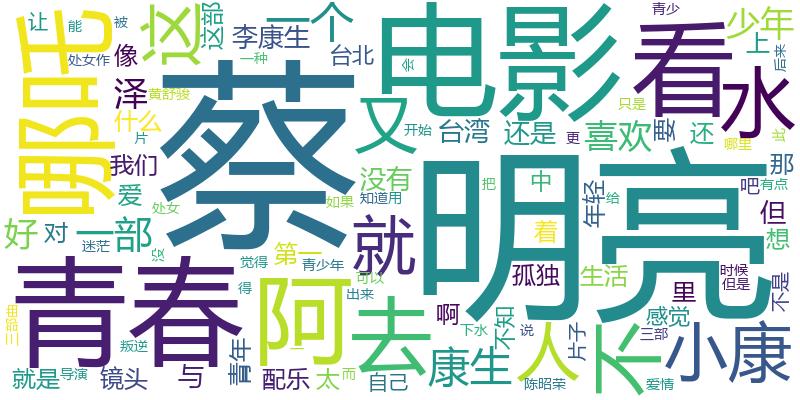 让
能
被
这部
一个
电影
看
青少
少年
哪吒
处女作
像
这
李康生
台北
一种
会
上
后来
泽
黄舒骏
蔡
又
开始
台湾
还是
只是
喜欢
更
要
还
水
此
哪里
什么
片
我们
爱
处女
如果
没有
知道用
把
中
明亮
年轻
给
那
吧
有点
但
好
对
一部
迷茫
没
就
着
想
第一
觉得
青少年
得
可以
出来
孤独
生活
里
时候
但是
不是
青春
阿
去
啊
下水
说
不知
人
片子
不
感觉
三部
小康
三部曲
叛逆
就是
导演
镜头
与
青年
配乐
一
太
而
自己
康生
陈昭荣
爱情